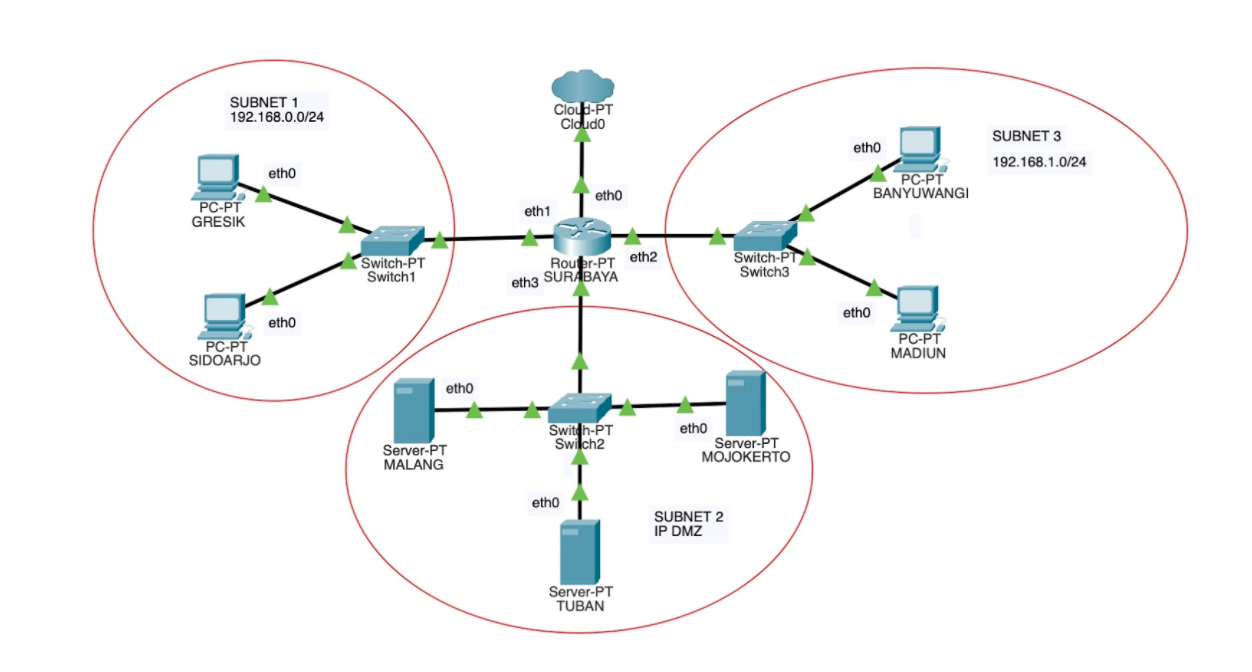 SUBNET 1
192.168.0.0/24
eth0
PC-PT
GRESIK
eth0
PC-PT
SIDOARJO
Switch-PT
Switch1
Cloud-PT
Cloud0
eth0
eth1
Router-PT
SURABAYA
eth2
eth3
SUBNET 3
192.168.1.0/24
eth0
PC-PT
BANYUWANGI
Switch-PT
Switch3
eth0
PC-PT
MADIUN
eth0
Server-PT
MALANG
Switch-PT
Switch2
eth0
Server-PT
MOJOKERTO
eth0
Server-PT
TUBAN
SUBNET 2
IP DMZ